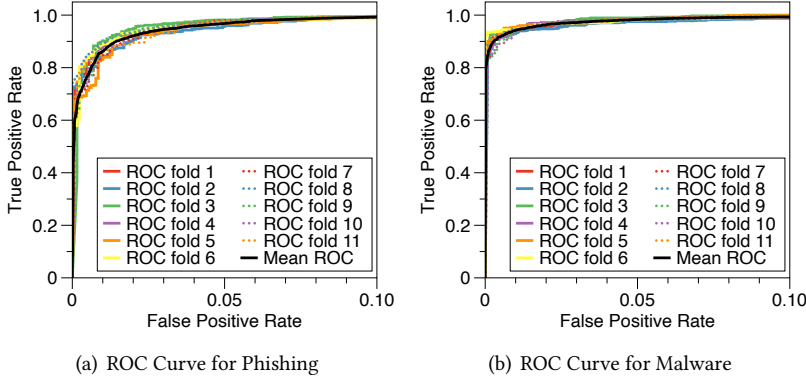 1.0
0.8
0.6
0.4
0.2
0
True Positive Rate
ROC fold 1
ROC fold 2
ROC fold 3
ROC fold 4
ROC fold 5
ROC fold 6
ROC fold 7
ROC fold 8
ROC fold 9
ROC fold 10
ROC fold 11
Mean ROC
0
0.05
0.10
False Positive Rate
(a) ROC Curve for Phishing
1.0
0.8
0.6
0.4
0.2
0
True Positive Rate
ROC fold 1
ROC fold 2
ROC fold 3
ROC fold 4
ROC fold 5
ROC fold 6
ROC fold 7
ROC fold 8
ROC fold 9
ROC fold 10
ROC fold 11
Mean ROC
0
0.05
0.10
False Positive Rate
(b) ROC Curve for Malware